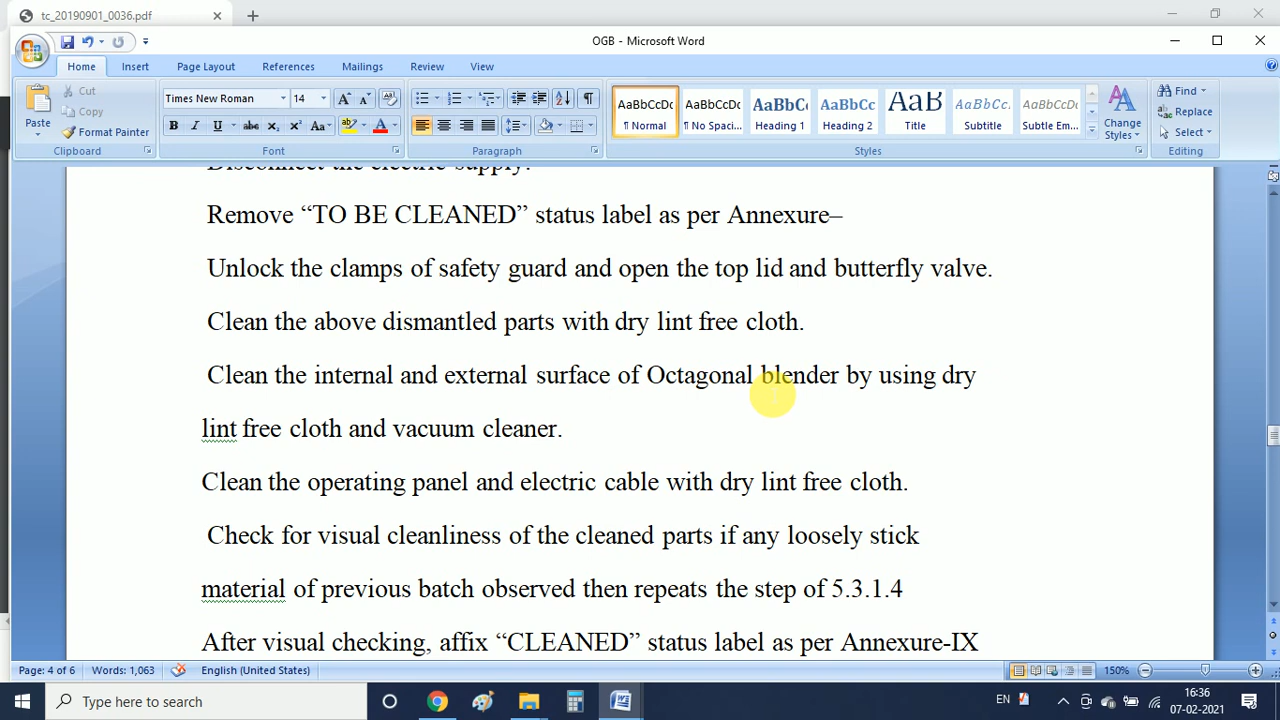 tc_20190901_0036.pdf
OGB - Microsoft Word
Home Insert Page Layout References Mailings Review View
Cut
Copy
Format Painter
Paste
Clipboard
Times New Roman 14
Font
Paragraph
AaBbCcDc AaBbCcDc AaBbC AaBbCc AaB AaBbCc. AaBbCcDc
¶ Normal ¶ No Spaci... Heading 1 Heading 2 Title Subtitle Subtle Em...
Change Styles
Styles
Find
Replace
Select
Editing
Disconnect the electric supply.
Remove “TO BE CLEANED” status label as per Annexure–
Unlock the clamps of safety guard and open the top lid and butterfly valve.
Clean the above dismantled parts with dry lint free cloth.
Clean the internal and external surface of Octagonal blender by using dry
lint free cloth and vacuum cleaner.
Clean the operating panel and electric cable with dry lint free cloth.
Check for visual cleanliness of the cleaned parts if any loosely stick
material of previous batch observed then repeats the step of 5.3.1.4
After visual checking, affix “CLEANED” status label as per Annexure-IX
Page: 4 of 6 Words: 1,063 English (United States) 150%
Type here to search
EN
16:36
07-02-2021